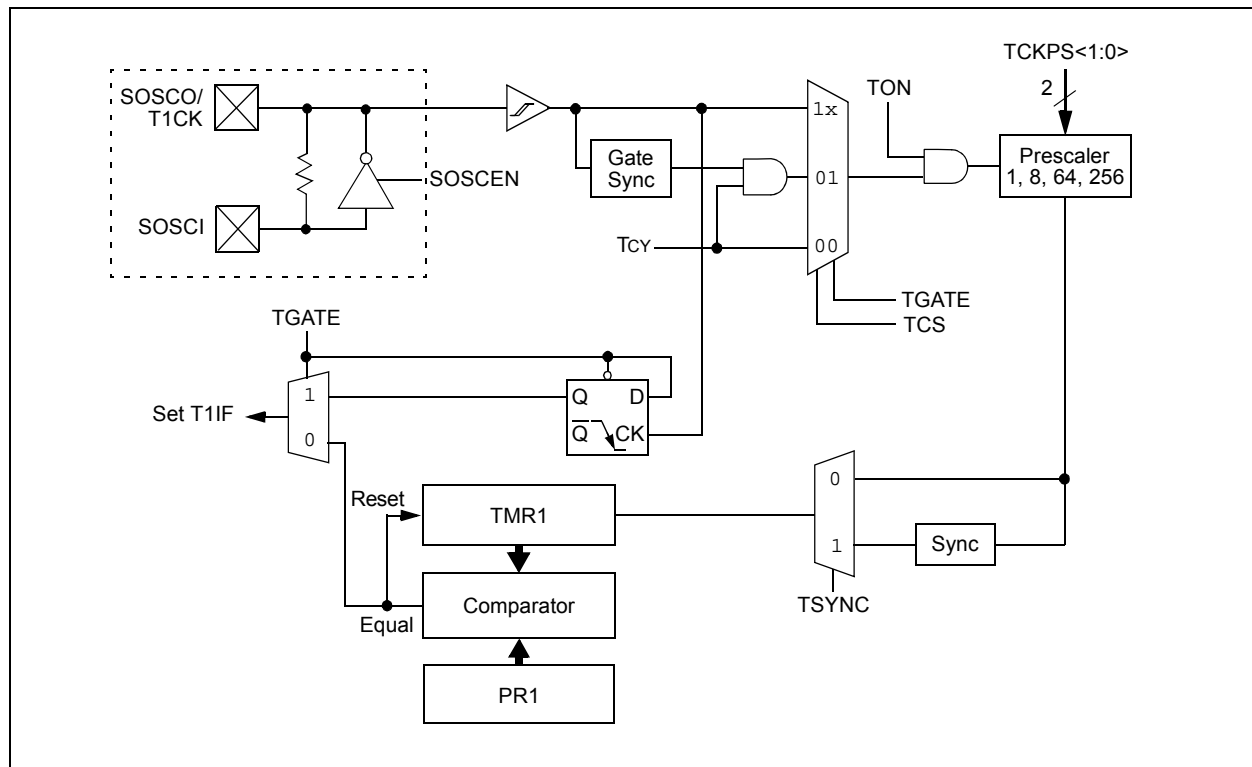 TCKPS<1:0>
2
SOSCO/
T1CK
TON
1x
Gate
Sync
Prescaler
1, 8, 64, 256
SOSCEN
01
SOSCI
TCY
00
TGATE
TCS
TGATE
1
Q
D
Set T1IF
Q
CK
0
Reset
TMR1
0
1
Sync
Comparator
TSYNC
Equal
PR1